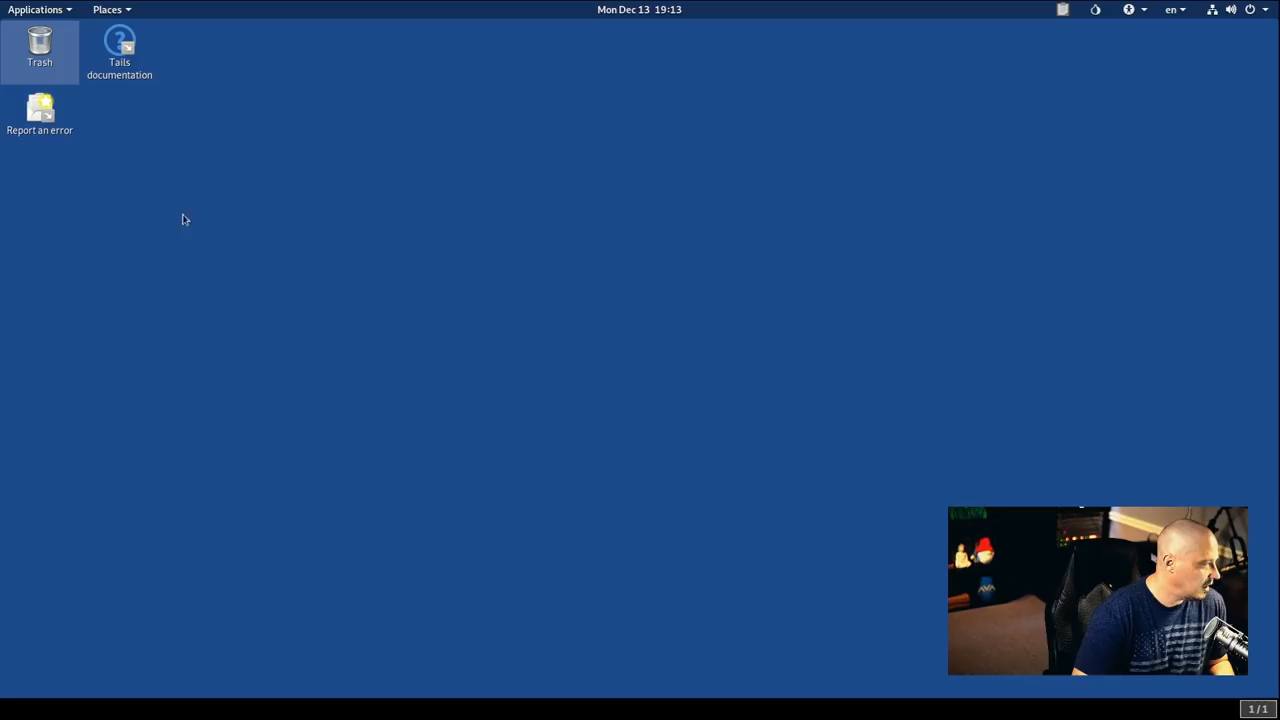 Applications
Places
Mon Dec 13 19:13
en
Trash
Tails
documentation
Report an error
1 / 1